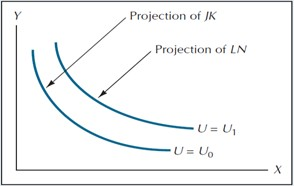 Y
Projection of JK
Projection of LN
U = U1
U = U0
X